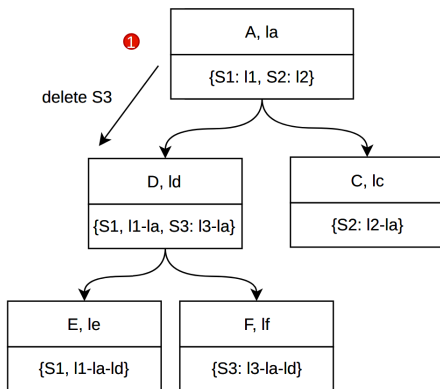 1
A, la
{S1: l1, S2: l2}
delete S3
D, ld
{S1, l1-la, S3: l3-la}
C, lc
{S2: l2-la}
E, le
{S1, l1-la-ld}
F, lf
{S3: l3-la-ld}